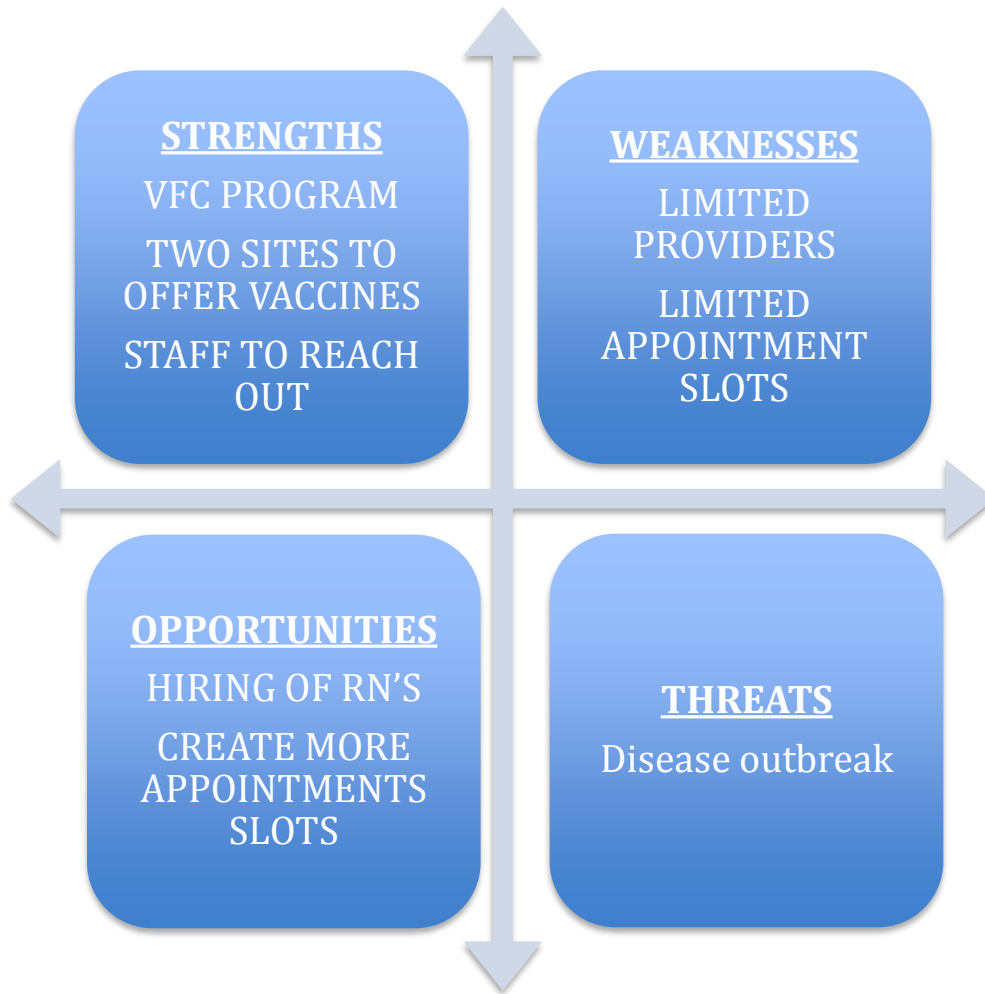 STRENGTHS
VFC PROGRAM
TWO SITES TO
OFFER VACCINES
STAFF TO REACH
OUT
WEAKNESSES
LIMITED
PROVIDERS
LIMITED
APPOINTMENT
SLOTS
OPPORTUNITIES
HIRING OF RN’S
CREATE MORE
APPOINTMENTS
SLOTS
THREATS
Disease outbreak